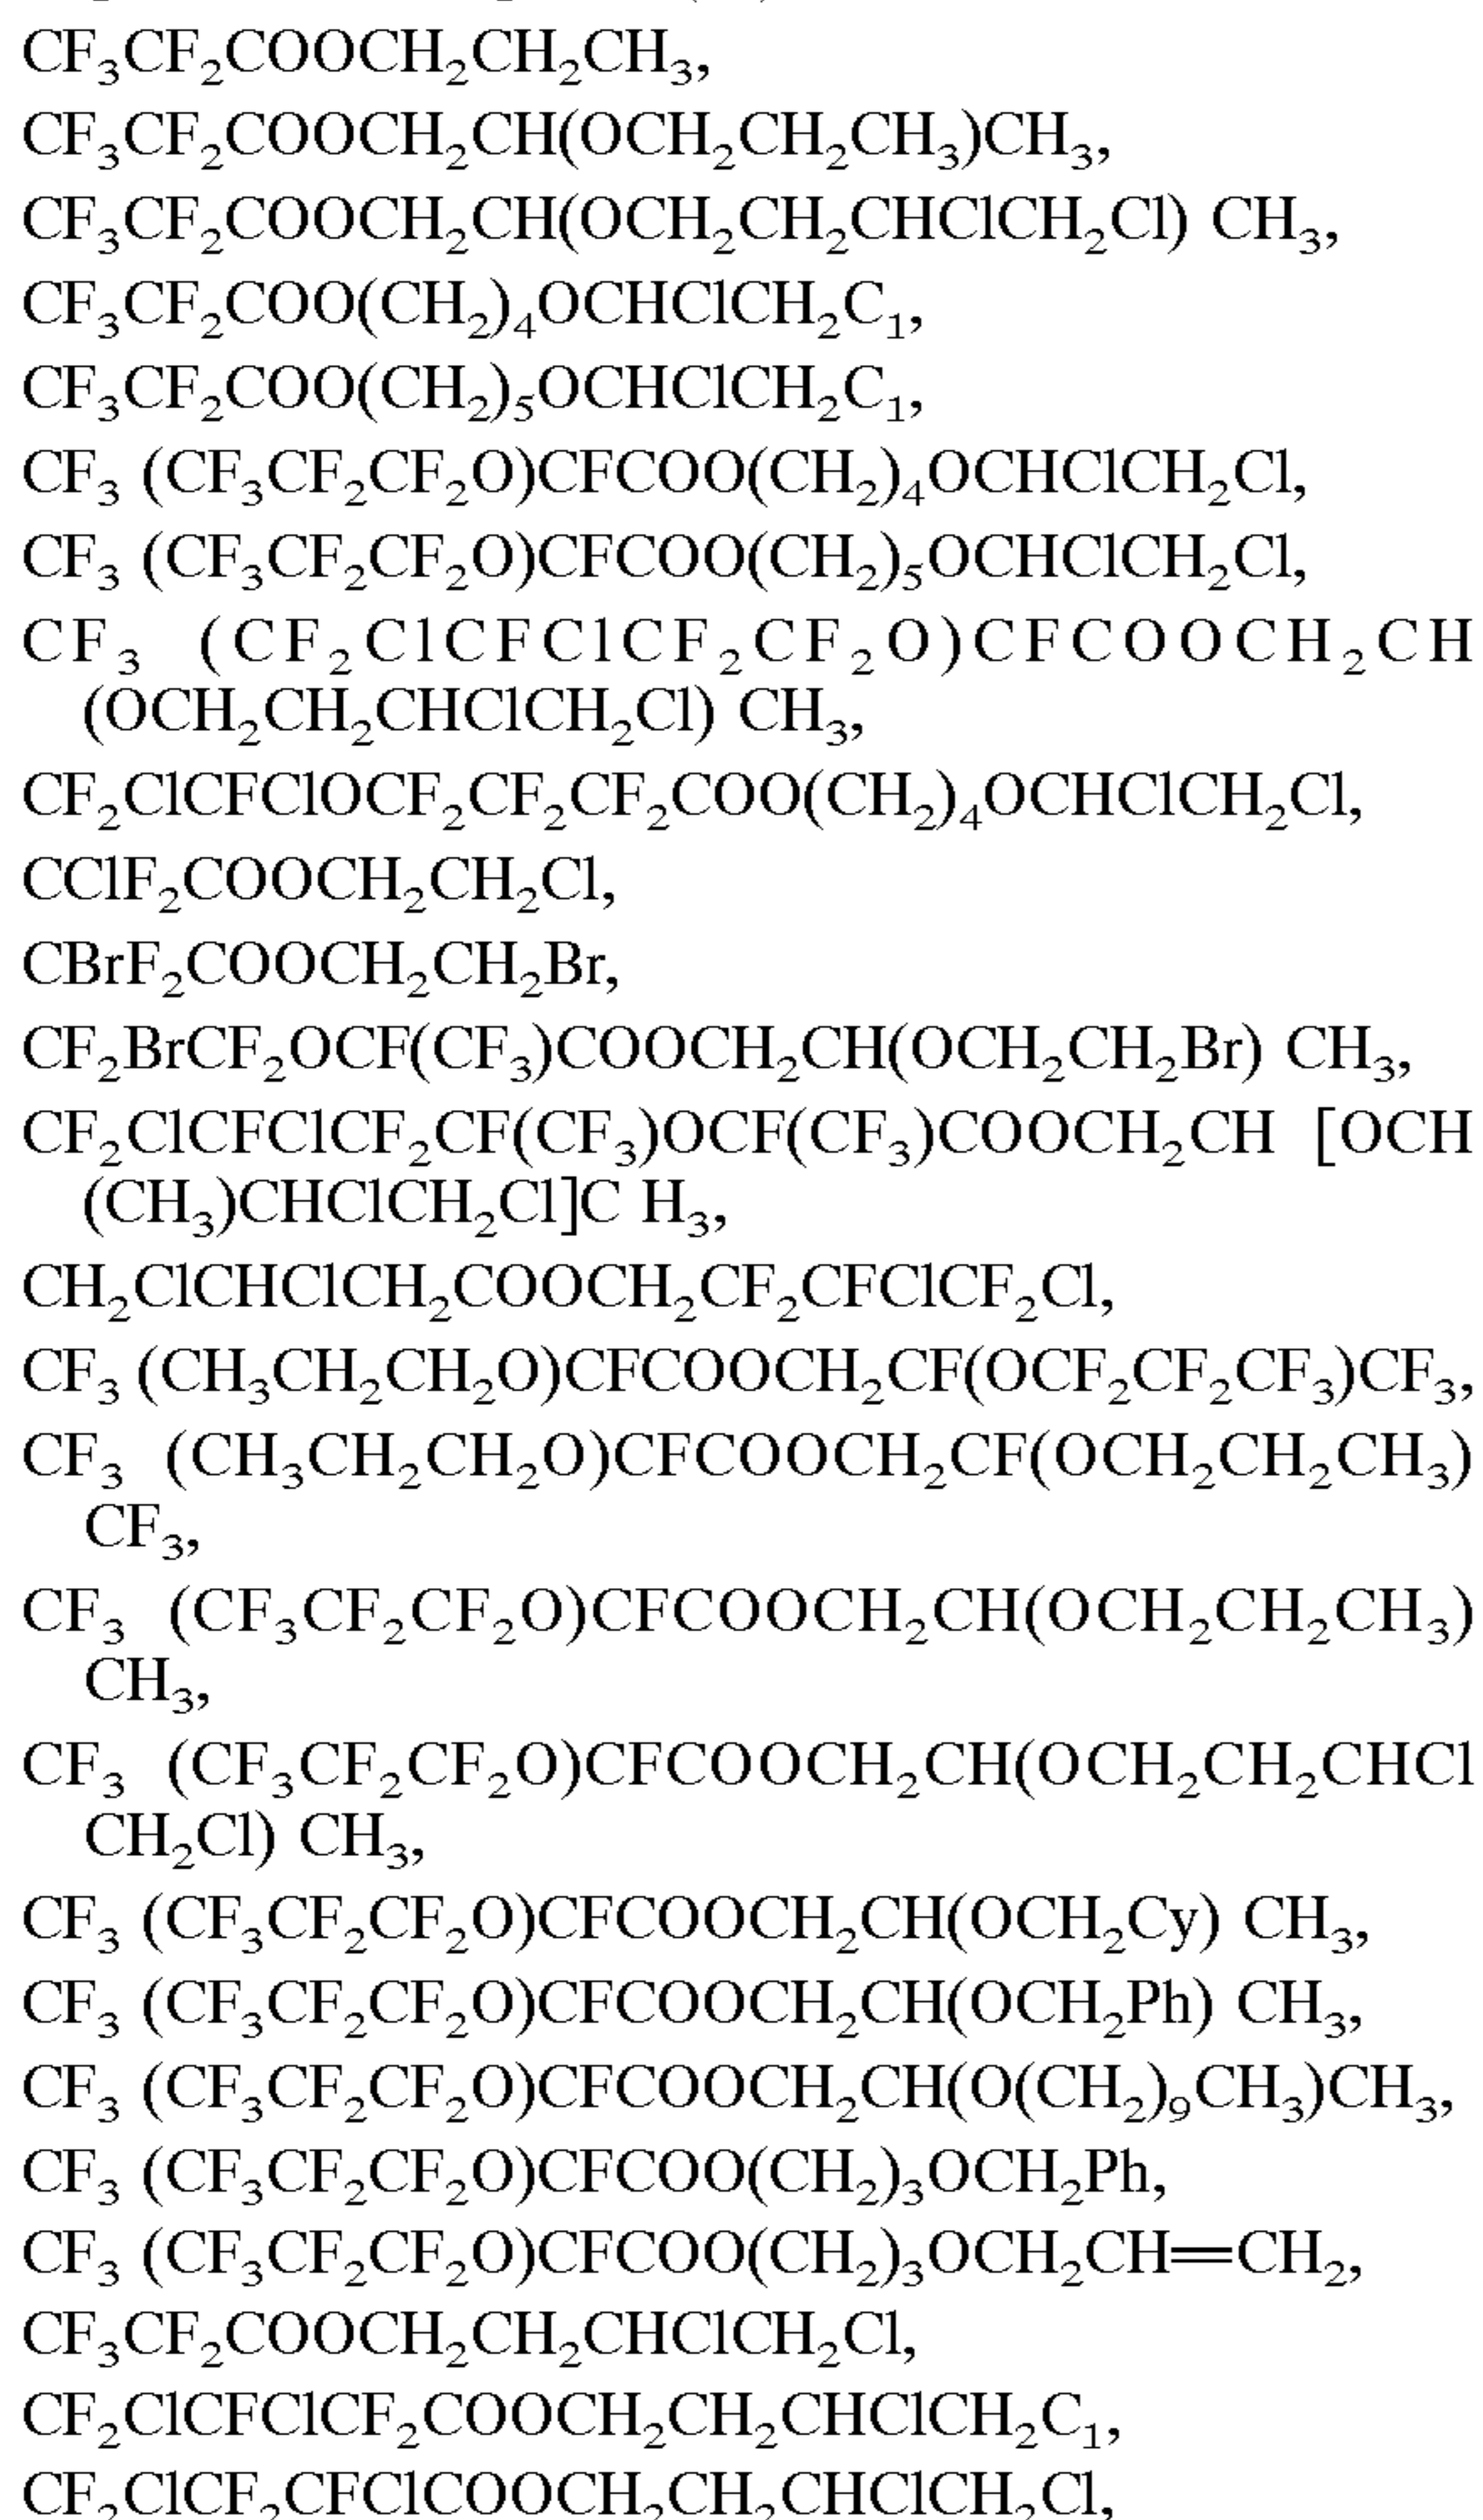 CF₃CF₂COOCH₂CH₂CH₃,
CF₃CF₂COOCH₂CH(OCH₂CH₂CH₃)CH₃,
CF₃CF₂COOCH₂CH(OCH₂CH₂CHClCH₂Cl) CH₃,
CF₃CF₂COO(CH₂)₄OCHClCH₂C₁,
CF₃CF₂COO(CH₂)₅OCHClCH₂C₁,
CF₃ (CF₃CF₂CF₂O)CFCOO(CH₂)₄OCHClCH₂Cl,
CF₃ (CF₃CF₂CF₂O)CFCOO(CH₂)₅OCHClCH₂Cl,
CF₃ (CF₂ClCFClCF₂CF₂O)CFCOOCH₂CH
(OCH₂CH₂CHClCH₂Cl) CH₃,
CF₂ClCFClOCF₂CF₂CF₂COO(CH₂)₄OCHClCH₂Cl,
CClF₂COOCH₂CH₂Cl,
CBrF₂COOCH₂CH₂Br,
CF₂BrCF₂OCF(CF₃)COOCH₂CH(OCH₂CH₂Br) CH₃,
CF₂ClCFClCF₂CF(CF₃)OCF(CF₃)COOCH₂CH [OCH
(CH₃)CHClCH₂Cl]C H₃,
CH₂ClCHClCH₂COOCH₂CF₂CFClCF₂Cl,
CF₃ (CH₃CH₂CH₂O)CFCOOCH₂CF(OCF₂CF₂CF₃)CF₃,
CF₃ (CH₃CH₂CH₂O)CFCOOCH₂CF(OCH₂CH₂CH₃)
CF₃,
CF₃ (CF₃CF₂CF₂O)CFCOOCH₂CH(OCH₂CH₂CH₃)
CH₃,
CF₃ (CF₃CF₂CF₂O)CFCOOCH₂CH(OCH₂CH₂CHCl
CH₂Cl) CH₃,
CF₃ (CF₃CF₂CF₂O)CFCOOCH₂CH(OCH₂Cy) CH₃,
CF₃ (CF₃CF₂CF₂O)CFCOOCH₂CH(OCH₂Ph) CH₃,
CF₃ (CF₃CF₂CF₂O)CFCOOCH₂CH(O(CH₂)₉CH₃)CH₃,
CF₃ (CF₃CF₂CF₂O)CFCOO(CH₂)₃OCH₂Ph,
CF₃ (CF₃CF₂CF₂O)CFCOO(CH₂)₃OCH₂CH=CH₂,
CF₃CF₂COOCH₂CH₂CHClCH₂Cl,
CF₂ClCFClCF₂COOCH₂CH₂CHClCH₂C₁,
CF₂ClCF₂CFClCOOCH₂CH₂CHClCH₂Cl,